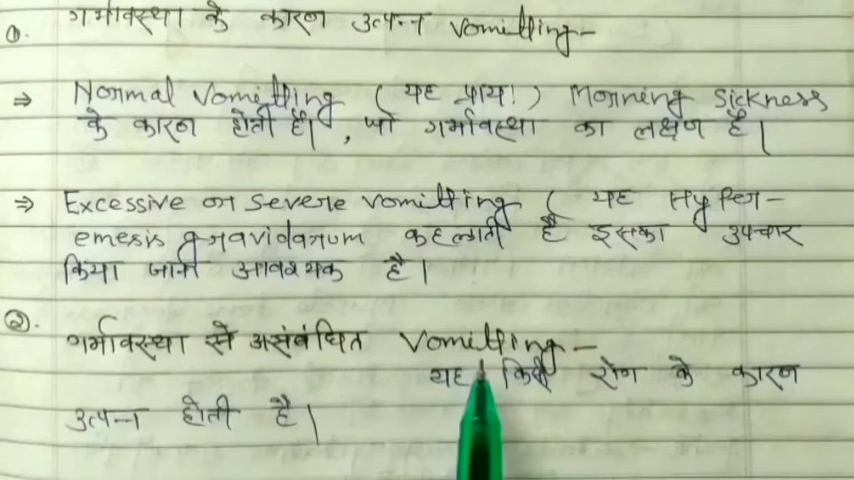 ①. गर्भावस्था के कारण उत्पन्न Vomitting-
⇒ Normal Vomitting ( यह प्राय! ) Morning sickness
के कारण होती है। , जो गर्भावस्था का लक्षण है।
⇒ Excessive or severe vomitting ( यह Hyper-
emesis gravidarum कहलाती है इसका उपचार
किया जाना आवश्यक है।
②. गर्भावस्था से असंबंधित Vomitting-
यह किसी रोग के कारण
उत्पन्न होती है।